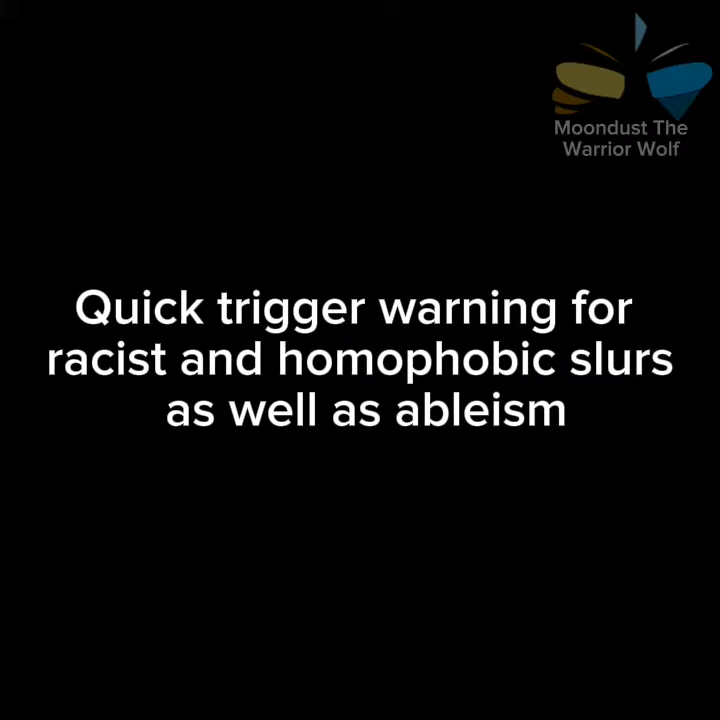 Moondust The
Warrior Wolf
Quick trigger warning for
racist and homophobic slurs
as well as ableism